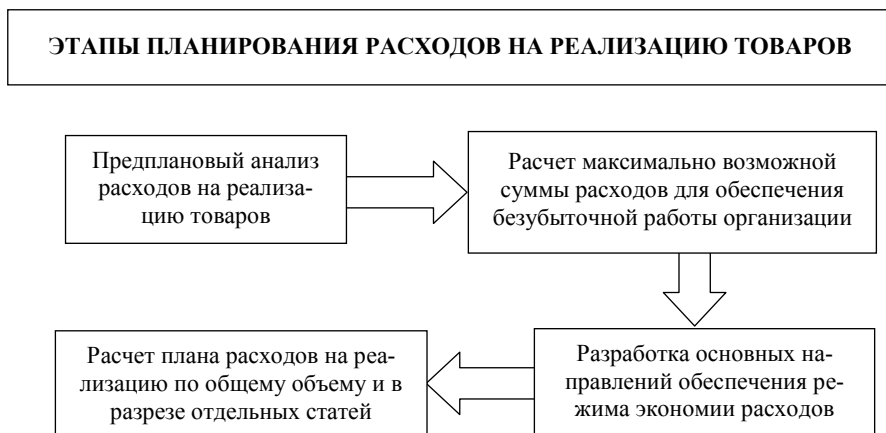 ЭТАПЫ ПЛАНИРОВАНИЯ РАСХОДОВ НА РЕАЛИЗАЦИЮ ТОВАРОВ
Предплановый анализ
расходов на реализа-
цию товаров
Расчет максимально возможной
суммы расходов для обеспечения
безубыточной работы организации
Разработка основных на-
правлений обеспечения ре-
жима экономии расходов
Расчет плана расходов на реа-
лизацию по общему объему и в
разрезе отдельных статей